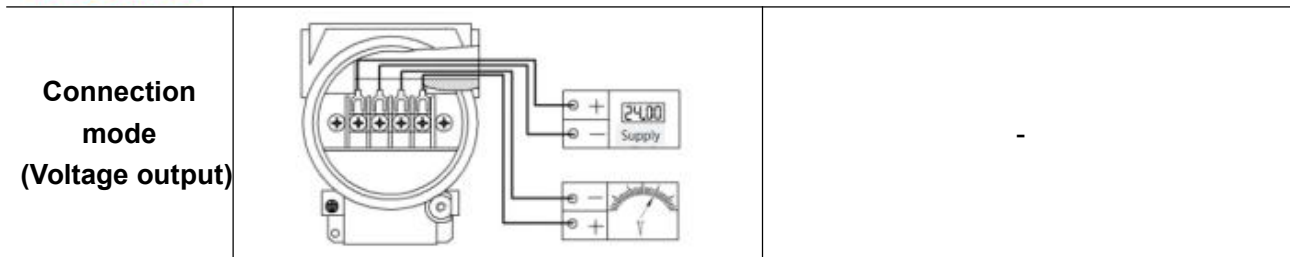 Connection
mode
(Voltage output)
+ 24.00
− Supply
−
+ V
-